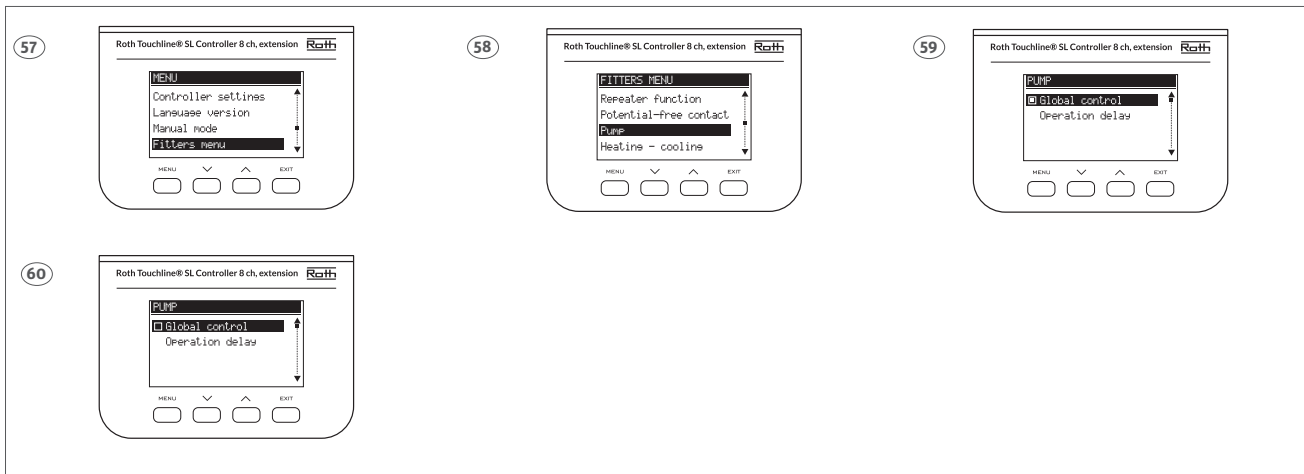 57
Roth Touchline® SL Controller 8 ch, extension Roth
MENU
Controller settings
Language version
Manual mode
Fitters menu
MENU EXIT
58
Roth Touchline® SL Controller 8 ch, extension Roth
FITTERS MENU
Repeater function
Potential-free contact
Pump
Heating - cooling
MENU EXIT
59
Roth Touchline® SL Controller 8 ch, extension Roth
PUMP
Global control
Operation delay
MENU EXIT
60
Roth Touchline® SL Controller 8 ch, extension Roth
PUMP
Global control
Operation delay
MENU EXIT